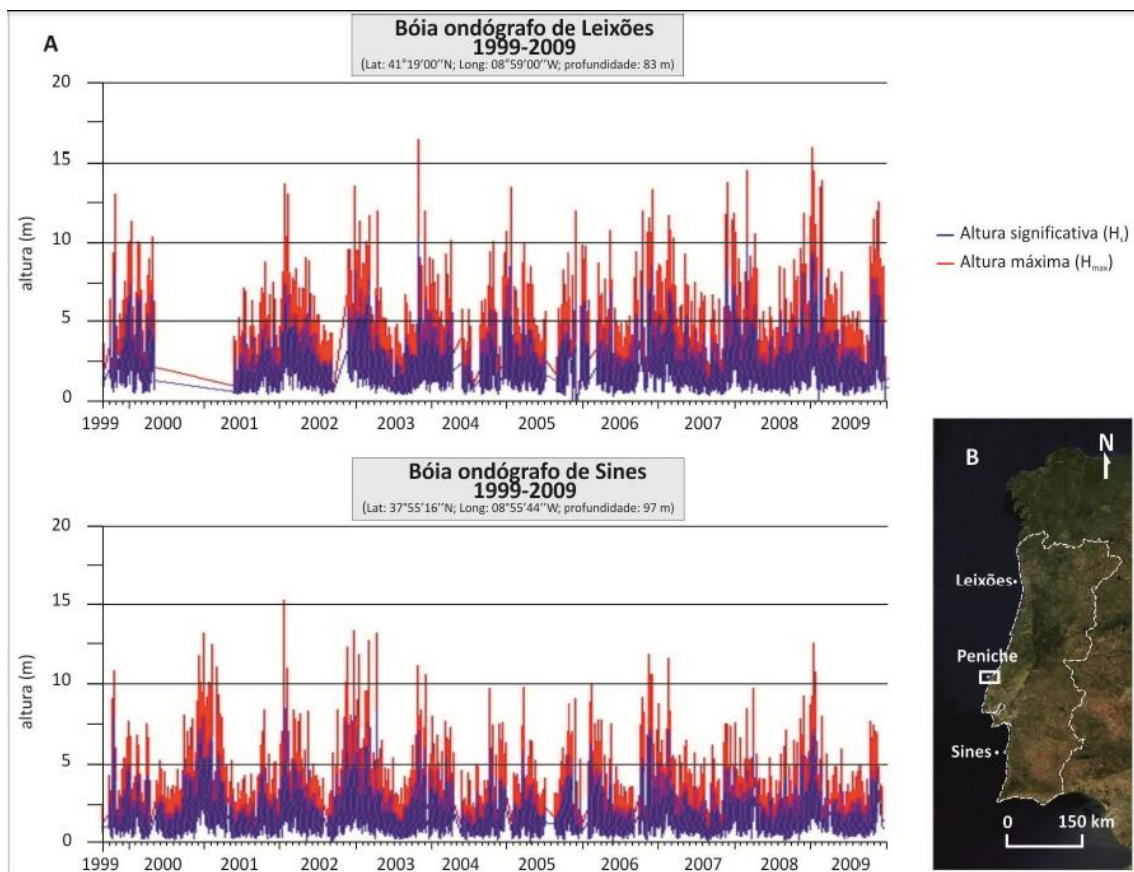 A
Bóia ondógrafo de Leixões
1999-2009
(Lat: 41°19'00''N; Long: 08°59'00''W; profundidade: 83 m)
20
15
10
5
0
altura (m)
1999 2000 2001 2002 2003 2004 2005 2006 2007 2008 2009
Altura significativa (Hs)
Altura máxima (Hmax)
Bóia ondógrafo de Sines
1999-2009
(Lat: 37°55'16''N; Long: 08°55'44''W; profundidade: 97 m)
20
15
10
5
0
altura (m)
1999 2000 2001 2002 2003 2004 2005 2006 2007 2008 2009
B
N
Leixões
Peniche
Sines
0 150 km